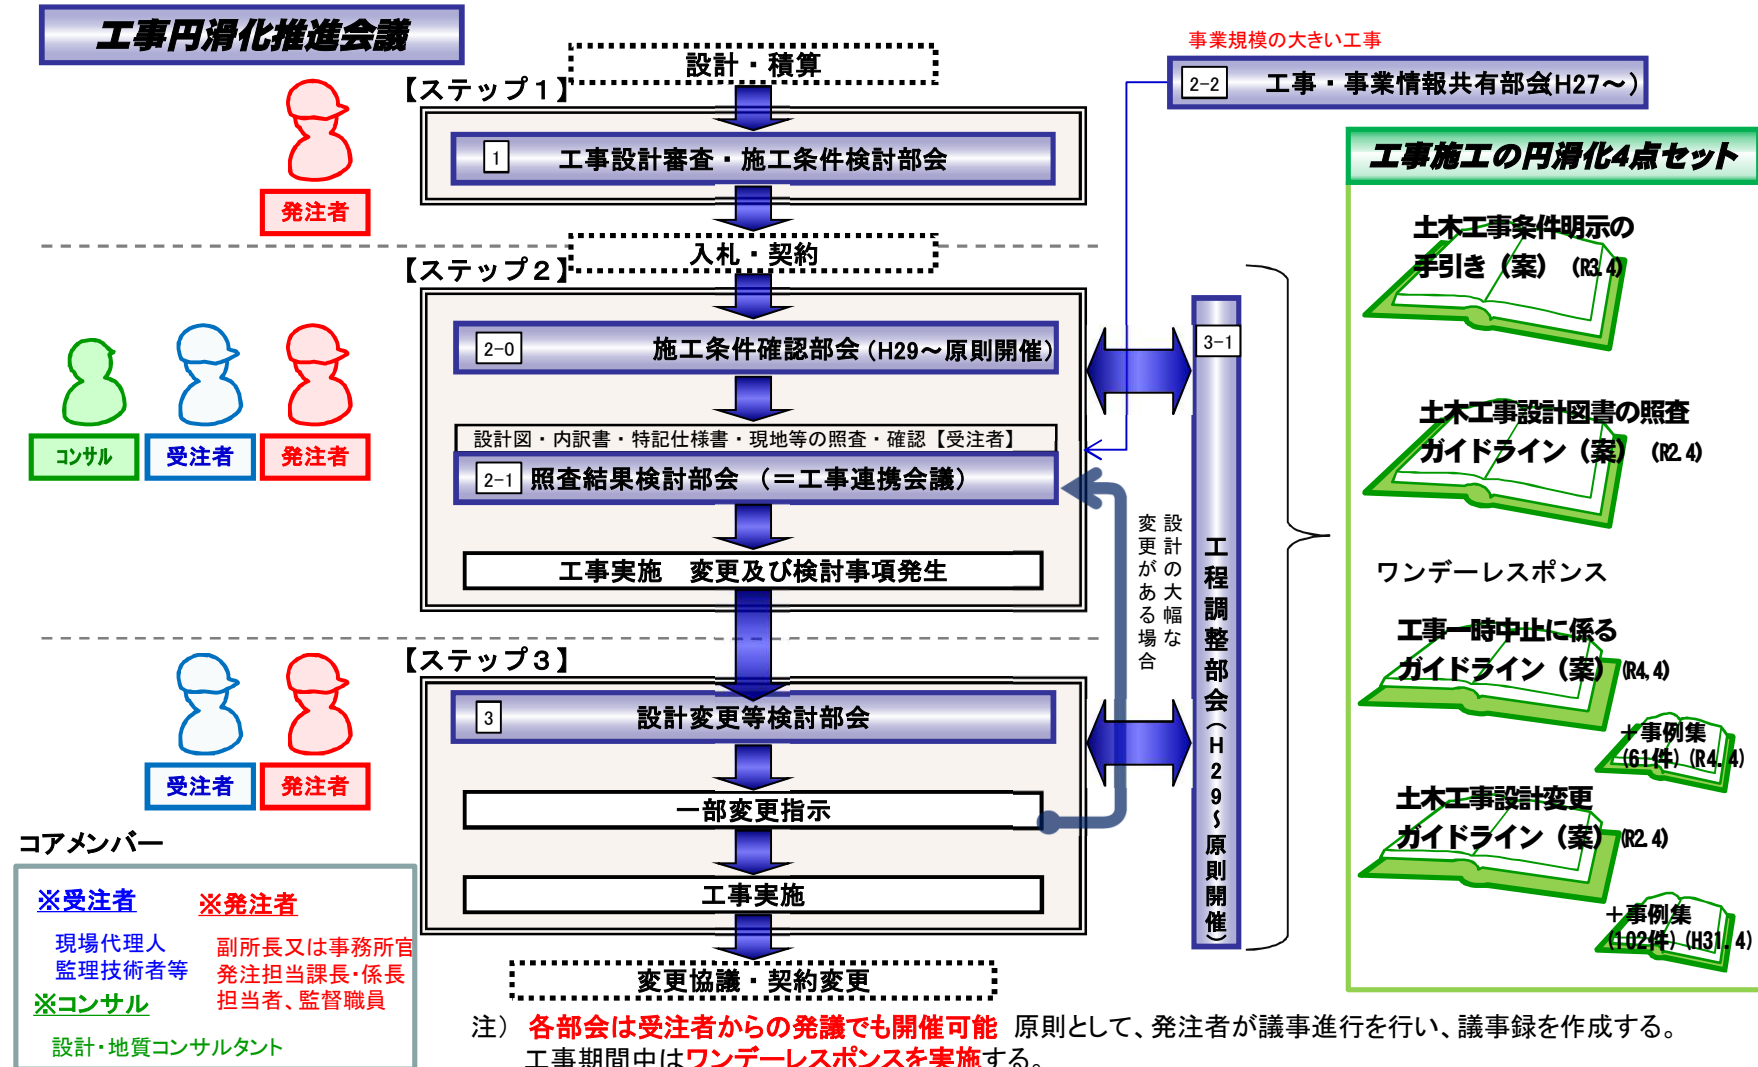 工事円滑化推進会議
設計・積算
【ステップ1】
1 工事設計審査・施工条件検討部会
発注者
入札・契約
【ステップ2】
2-0 施工条件確認部会(H29～原則開催)
設計図・内訳書・特記仕様書・現地等の照査・確認【受注者】
2-1 照査結果検討部会 (＝工事連携会議)
工事実施 変更及び検討事項発生
コンサル
受注者
発注者
【ステップ3】
3 設計変更等検討部会
一部変更指示
工事実施
変更協議・契約変更
受注者
発注者
事業規模の大きい工事
2-2 工事・事業情報共有部会(H27～)
3-1
工程調整部会(H29～原則開催)
設計の大幅な
変更がある場合
工事施工の円滑化4点セット
土木工事条件明示の
手引き（案） (R3.4)
土木工事設計図書の照査
ガイドライン（案） (R2.4)
ワンデーレスポンス
工事一時中止に係る
ガイドライン（案）(R4,4)
＋事例集
(61件)(R4.4)
土木工事設計変更
ガイドライン（案）(R2.4)
＋事例集
(102件)(H31.4)
コアメンバー
※受注者
現場代理人
監理技術者等
※コンサル
設計・地質コンサルタント
※発注者
副所長又は事務所官
発注担当課長・係長
担当者、監督職員
注） 各部会は受注者からの発議でも開催可能 原則として、発注者が議事進行を行い、議事録を作成する。
工事期間中はワンデーレスポンスを実施する。